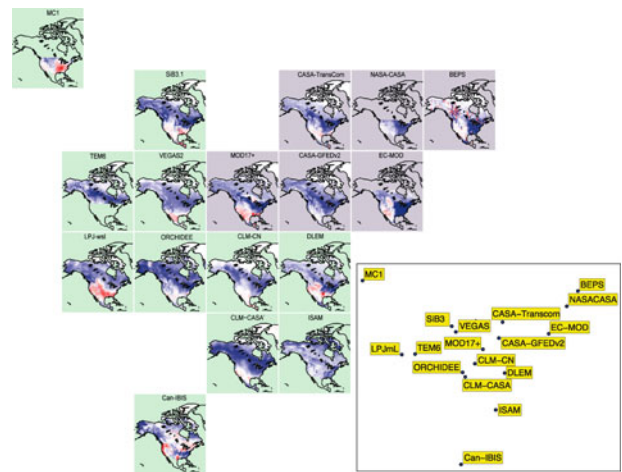 MC1
SiB3.1
CASA-TransCom
NASA-CASA
BEPS
TEM6
VEGAS2
MOD17+
CASA-GFEDv2
EC-MOD
LPJ-wsl
ORCHIDEE
CLM-CN
DLEM
CLM-CASA'
ISAM
Can-IBIS
MC1
BEPS
NASACASA
CASA-Transcom
SiB3
VEGAS
EC-MOD
MOD17+
CASA-GFEDv2
LPJmL
TEM6
CLM-CN
ORCHIDEE
DLEM
CLM-CASA
ISAM
Can-IBIS